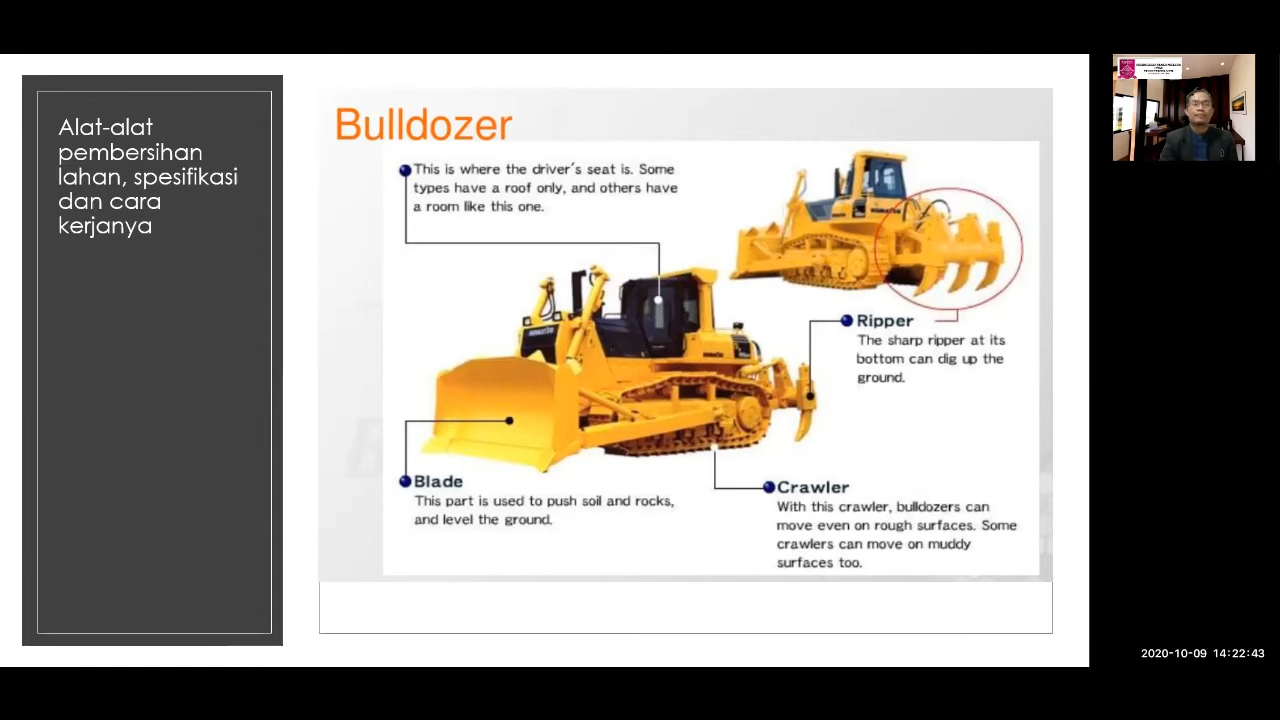 Alat-alat
pembersihan
lahan, spesifikasi
dan cara
kerjanya
Bulldozer
This is where the driver's seat is. Some
types have a roof only, and others have
a room like this one.
KOMATSU
Ripper
The sharp ripper at its
bottom can dig up the
ground.
Blade
This part is used to push soil and rocks,
and level the ground.
Crawler
With this crawler, bulldozers can
move even on rough surfaces. Some
crawlers can move on muddy
surfaces too.
2020-10-09 14:22:43